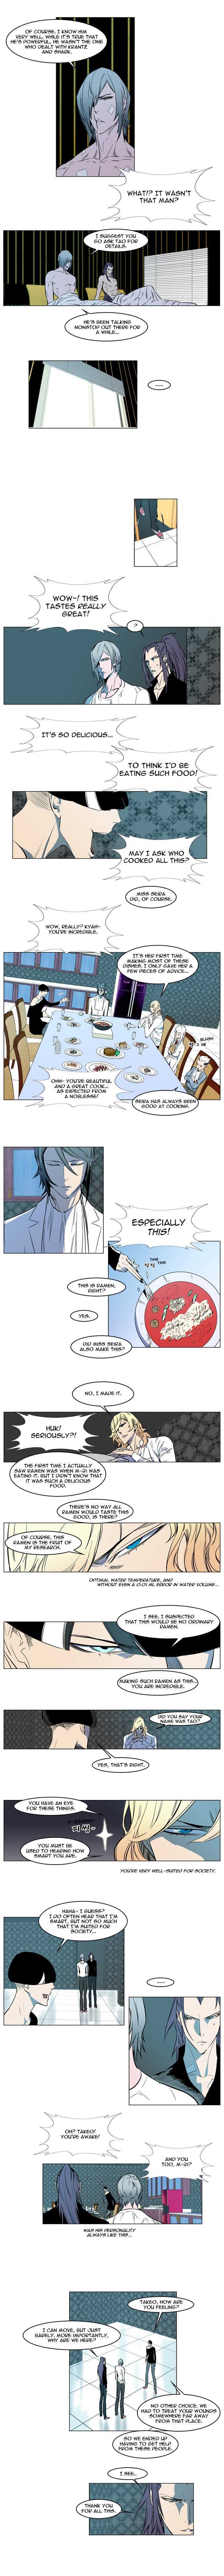 OF COURSE. I KNOW HIM
VERY WELL. WHILE IT'S TRUE THAT
HE'S POWERFUL, HE WASN'T THE ONE
WHO DEALT WITH KRANTZ
AND SHARK.
WHAT!? IT WASN'T
THAT MAN?
I SUGGEST YOU
GO ASK TAO FOR
DETAILS.
HE'S BEEN TALKING
NONSTOP OUT THERE FOR
A WHILE...
WOW~! THIS
TASTES REALLY
GREAT!
?
IT'S SO DELICIOUS...
TO THINK I'D BE
EATING SUCH FOOD!
MAY I ASK WHO
COOKED ALL THIS?
MISS SEIRA
DID, OF COURSE.
WOW, REALLY? KYAH~
YOU'RE INCREDIBLE.
IT'S HER FIRST TIME
MAKING MOST OF THESE
DISHES. I ONLY GAVE HER A
FEW PIECES OF ADVICE...
BLUSH
OHH~ YOU'RE BEAUTIFUL
AND A GREAT COOK...
AS EXPECTED
FROM A
NOBLESSE!
SEIRA HAS ALWAYS BEEN
GOOD AT COOKING.
ESPECIALLY
THIS!
TING TING
THIS IS RAMEN,
RIGHT?
YES.
DID MISS SEIRA
ALSO MAKE THIS?
NO, I MADE IT.
HUK!
SERIOUSLY?!
THE FIRST TIME I ACTUALLY
SAW RAMEN WAS WHEN M-21 WAS
EATING IT. BUT I DIDN'T KNOW THAT
IT WAS SUCH A DELICIOUS
FOOD.
THERE'S NO WAY ALL
RAMEN WOULD TASTE THIS
GOOD, IS THERE?
OF COURSE. THIS
RAMEN IS THE FRUIT OF
MY RESEARCH.
OPTIMAL WATER TEMPERATURE, AND
WITHOUT EVEN A 0.01 ML ERROR IN WATER VOLUME...
I SEE. I SUSPECTED
THAT THIS WOULD BE NO ORDINARY
RAMEN.
MAKING SUCH RAMEN AS THIS...
YOU ARE INCREDIBLE.
DID YOU SAY YOUR
NAME WAS TAO?
YES, THAT'S RIGHT.
YOU HAVE AN EYE
FOR THESE THINGS.
YOU MUST BE
USED TO HEARING HOW
SMART YOU ARE.
YOU'RE VERY WELL-SUITED FOR SOCIETY.
HAHA~ I GUESS?
I DO OFTEN HEAR THAT I'M
SMART, BUT NOT SO MUCH
THAT I'M SUITED FOR
SOCIETY...
OH? TAKEO!
YOU'RE AWAKE!
AND YOU
TOO, M-21?
WAS HIS PERSONALITY
ALWAYS LIKE THIS...
TAKEO, HOW ARE
YOU FEELING?
I CAN MOVE, BUT JUST
BARELY. MORE IMPORTANTLY,
WHY ARE WE HERE?
NO OTHER CHOICE. WE
HAD TO TREAT YOUR WOUNDS
SOMEWHERE FAR AWAY
FROM THAT PLACE.
SO WE ENDED UP
HAVING TO GET HELP
FROM THESE PEOPLE.
I SEE..
THANK YOU
FOR ALL THIS.